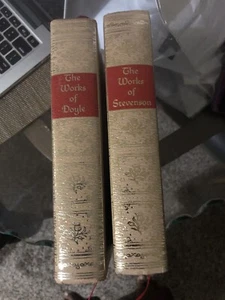 The
Works
of
Doyle
The
Works
of
Stevenson